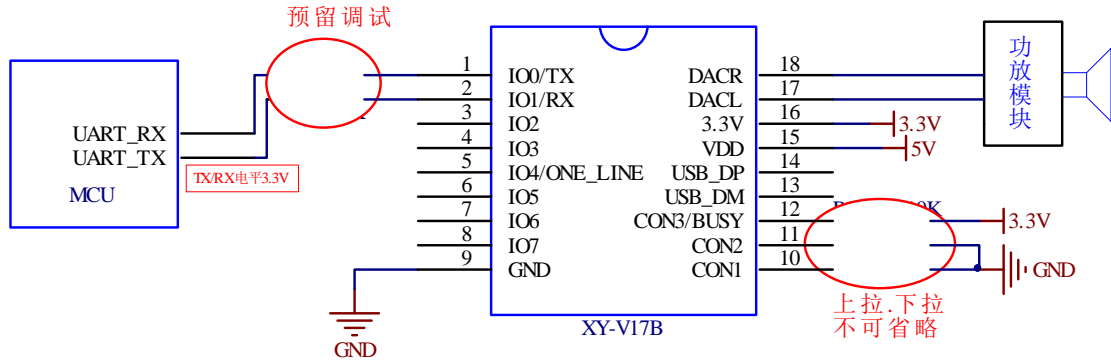 预留调试
MCU
UART_RX
UART_TX
TX/RX电平3.3V
1 IO0/TX
2 IO1/RX
3 IO2
4 IO3
5 IO4/ONE_LINE
6 IO5
7 IO6
8 IO7
9 GND
GND
DACR 18
DACL 17
3.3V 16
VDD 15
USB_DP 14
USB_DM 13
CON3/BUSY 12
CON2 11
CON1 10
XY-V17B
功放模块
3.3V
5V
3.3V
GND
上拉.下拉
不可省略